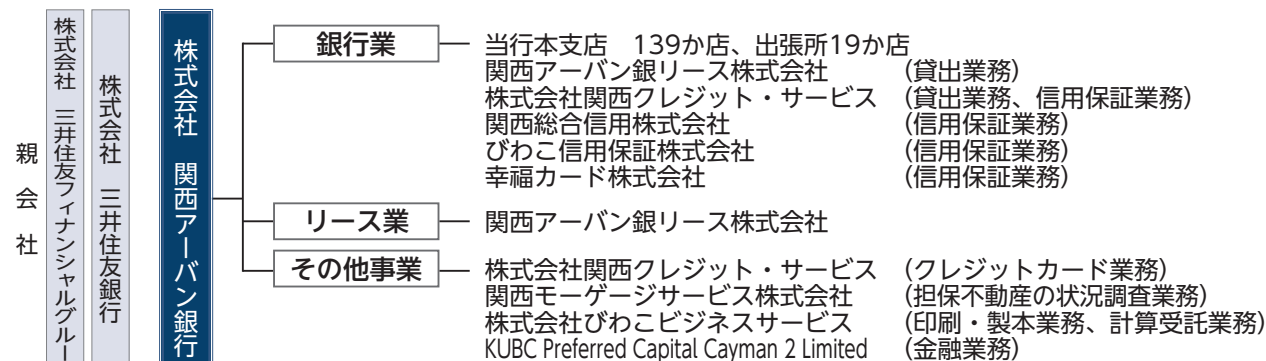 親会社
株式会社 三井住友フィナンシャルグルー
株式会社 三井住友銀行
株式会社 関西アーバン銀行
銀行業
当行本支店 139か店、出張所19か店
関西アーバン銀リース株式会社 (貸出業務)
株式会社関西クレジット・サービス (貸出業務、信用保証業務)
関西総合信用株式会社 (信用保証業務)
びわこ信用保証株式会社 (信用保証業務)
幸福カード株式会社 (信用保証業務)
リース業
関西アーバン銀リース株式会社
その他事業
株式会社関西クレジット・サービス (クレジットカード業務)
関西モーゲージサービス株式会社 (担保不動産の状況調査業務)
株式会社びわこビジネスサービス (印刷・製本業務、計算受託業務)
KUBC Preferred Capital Cayman 2 Limited (金融業務)